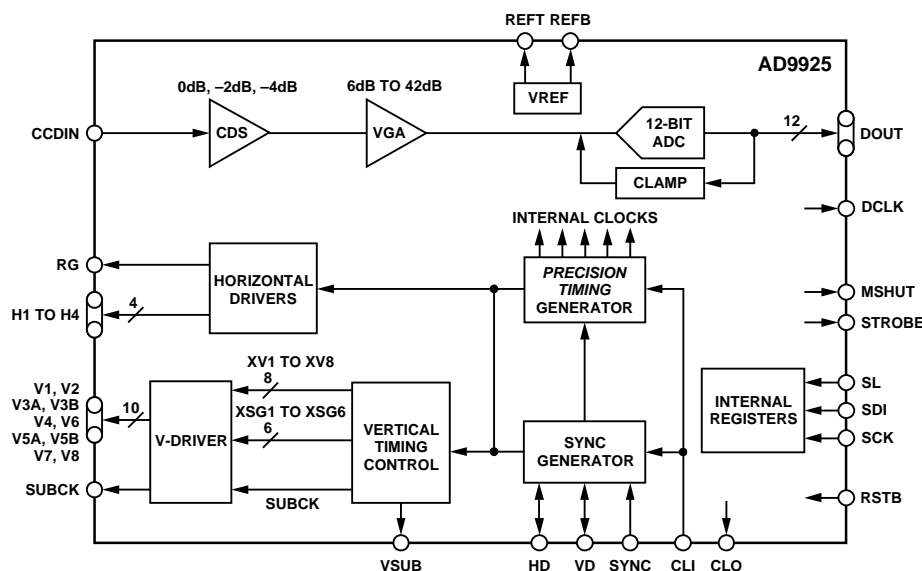 REFT REFB
AD9925
0dB, –2dB, –4dB
6dB TO 42dB
VREF
CCDIN
CDS
VGA
12-BIT
ADC
12
DOUT
CLAMP
DCLK
INTERNAL CLOCKS
RG
HORIZONTAL
DRIVERS
PRECISION
TIMING
GENERATOR
MSHUT
H1 TO H4
4
STROBE
XV1 TO XV8
8
V1, V2
V3A, V3B
V4, V6
V5A, V5B
V7, V8
10
V-DRIVER
XSG1 TO XSG6
6
VERTICAL
TIMING
CONTROL
SYNC
GENERATOR
INTERNAL
REGISTERS
SL
SDI
SCK
SUBCK
SUBCK
RSTB
VSUB
HD
VD
SYNC
CLI
CLO